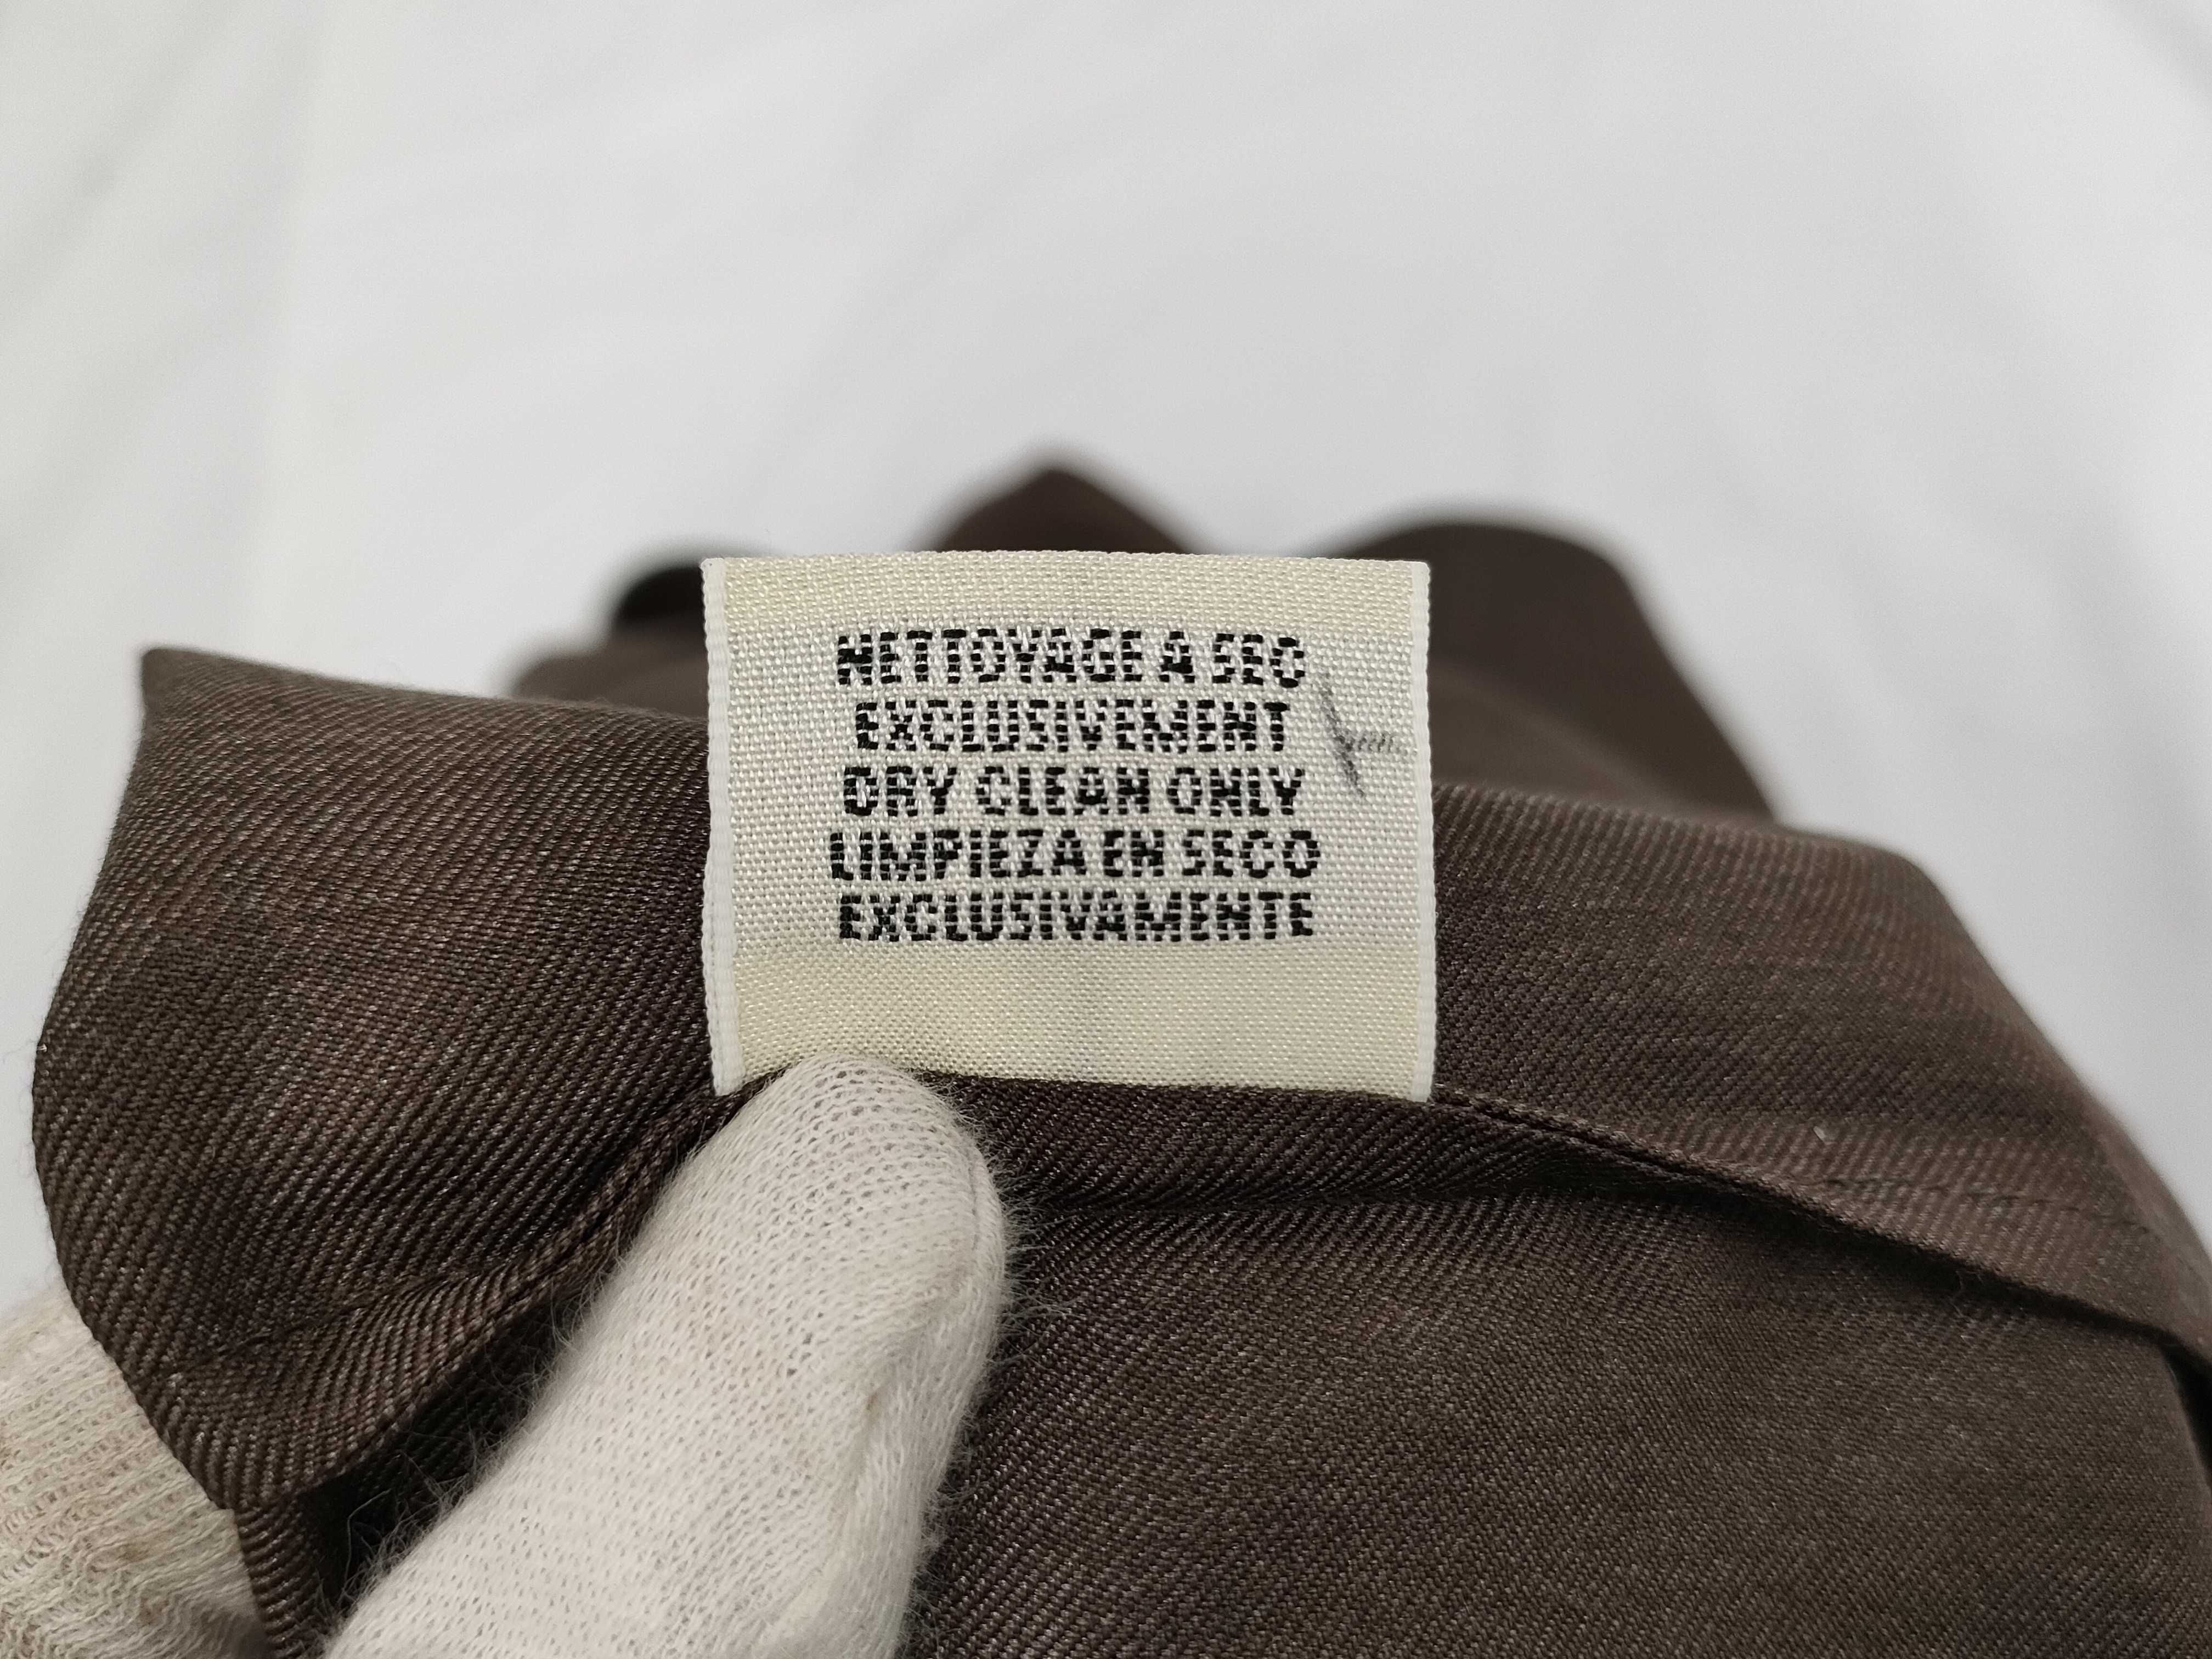 NETTOYAGE A SEC
EXCLUSIVEMENT
DRY CLEAN ONLY
LIMPIEZA EN SECO
EXCLUSIVAMENTE